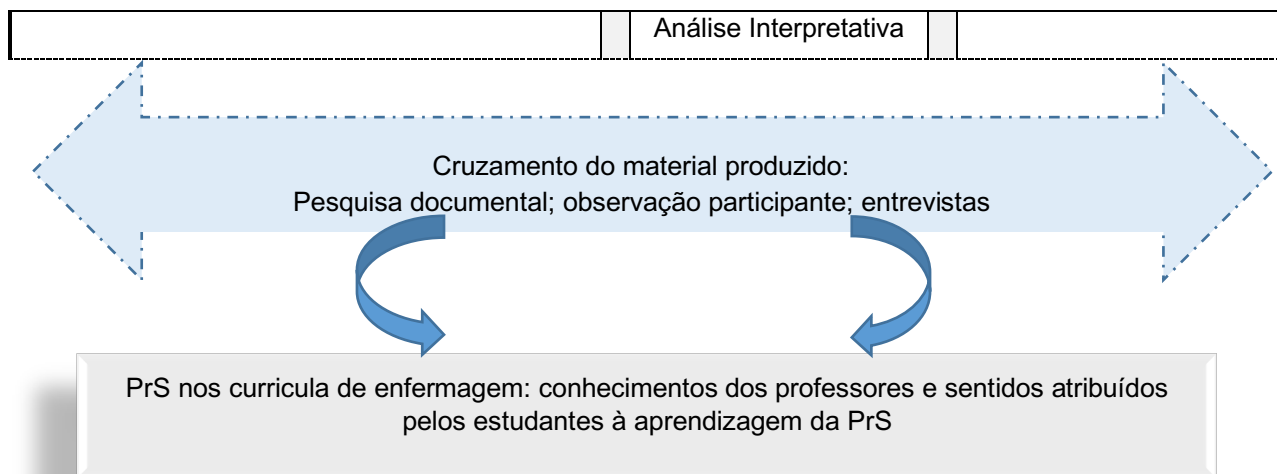 Análise Interpretativa
Cruzamento do material produzido:
Pesquisa documental; observação participante; entrevistas
PrS nos curricula de enfermagem: conhecimentos dos professores e sentidos atribuídos
pelos estudantes à aprendizagem da PrS